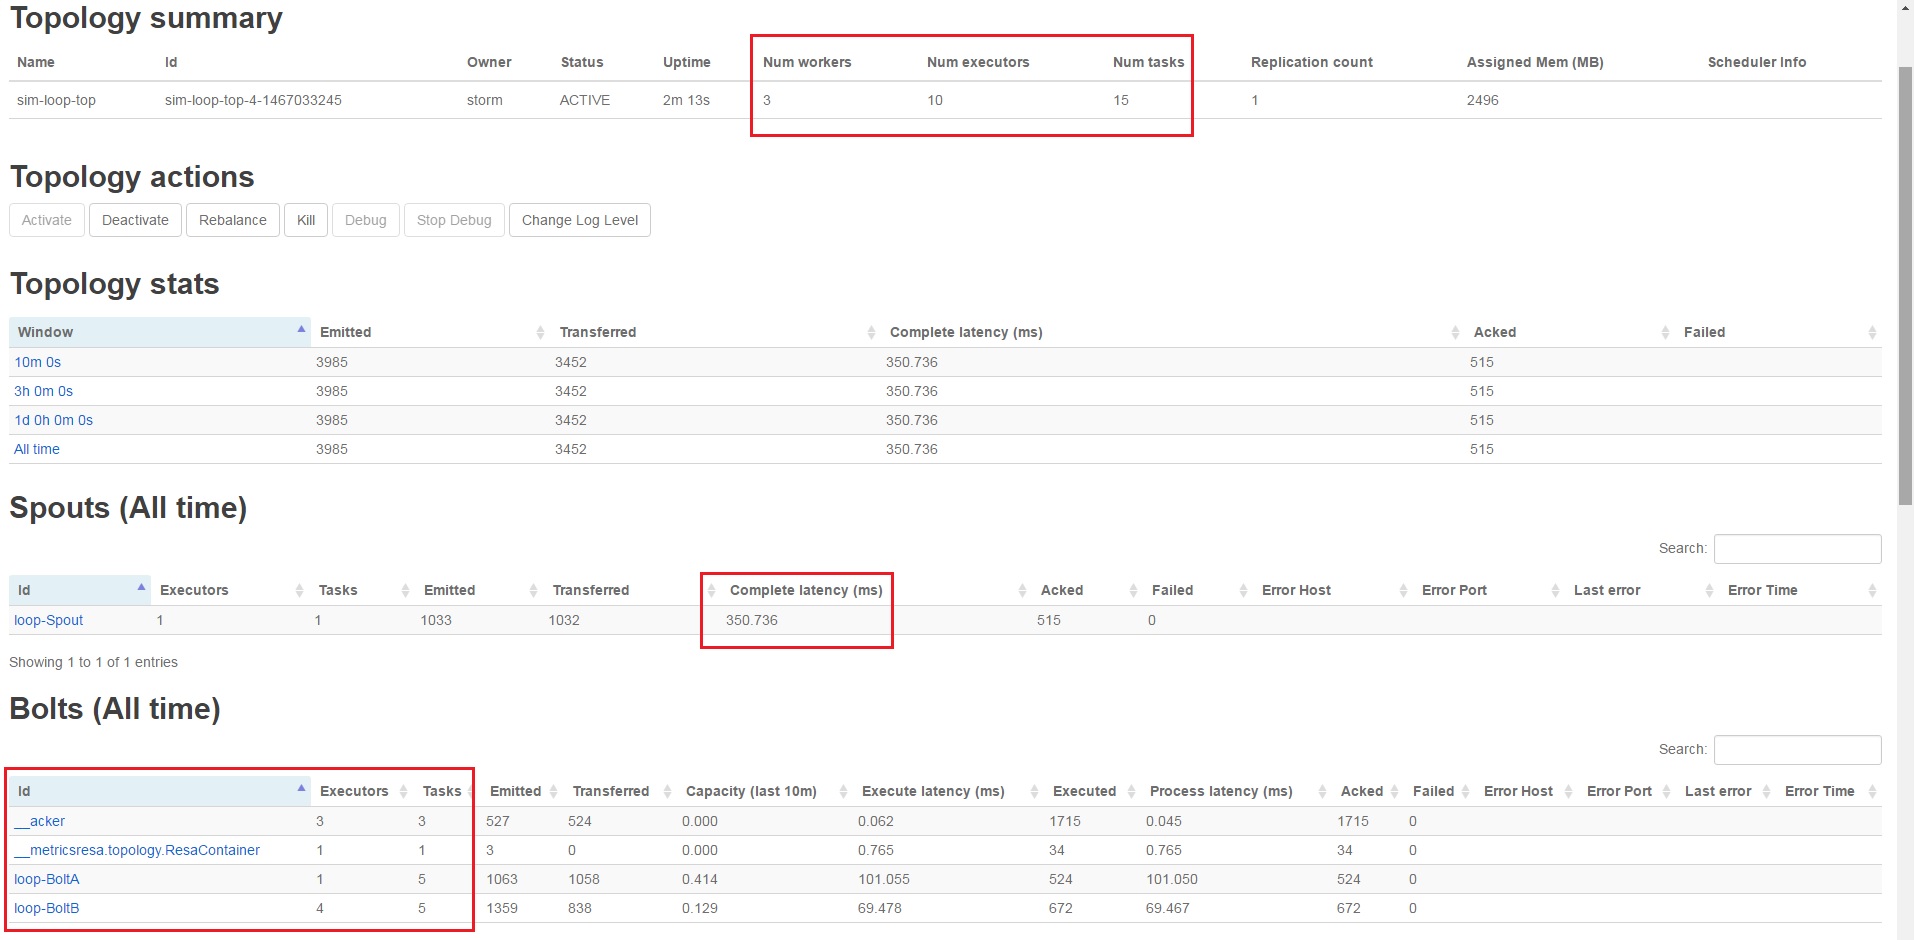 Topology summary
Name Id Owner Status Uptime Num workers Num executors Num tasks Replication count Assigned Mem (MB) Scheduler Info
sim-loop-top sim-loop-top-4-1467033245 storm ACTIVE 2m 13s 3 10 15 1 2496
Topology actions
Activate Deactivate Rebalance Kill Debug Stop Debug Change Log Level
Topology stats
Window Emitted Transferred Complete latency (ms) Acked Failed
10m 0s 3985 3452 350.736 515
3h 0m 0s 3985 3452 350.736 515
1d 0h 0m 0s 3985 3452 350.736 515
All time 3985 3452 350.736 515
Spouts (All time)
Search:
Id Executors Tasks Emitted Transferred Complete latency (ms) Acked Failed Error Host Error Port Last error Error Time
loop-Spout 1 1 1033 1032 350.736 515 0
Showing 1 to 1 of 1 entries
Bolts (All time)
Search:
Id Executors Tasks Emitted Transferred Capacity (last 10m) Execute latency (ms) Executed Process latency (ms) Acked Failed Error Host Error Port Last error Error Time
__acker 3 3 527 524 0.000 0.062 1715 0.045 1715 0
__metricsresa.topology.ResaContainer 1 1 3 0 0.000 0.765 34 0.765 34 0
loop-BoltA 1 5 1063 1058 0.414 101.055 524 101.050 524 0
loop-BoltB 4 5 1359 838 0.129 69.478 672 69.467 672 0